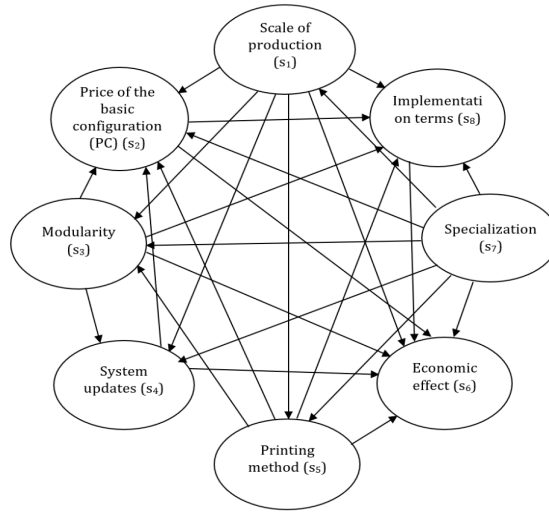 Scale of
production
(s₁)
Price of the
basic
configuration
(PC) (s₂)
Implementati
on terms (s₈)
Modularity
(s₃)
Specialization
(s₇)
System
updates (s₄)
Economic
effect (s₆)
Printing
method (s₅)